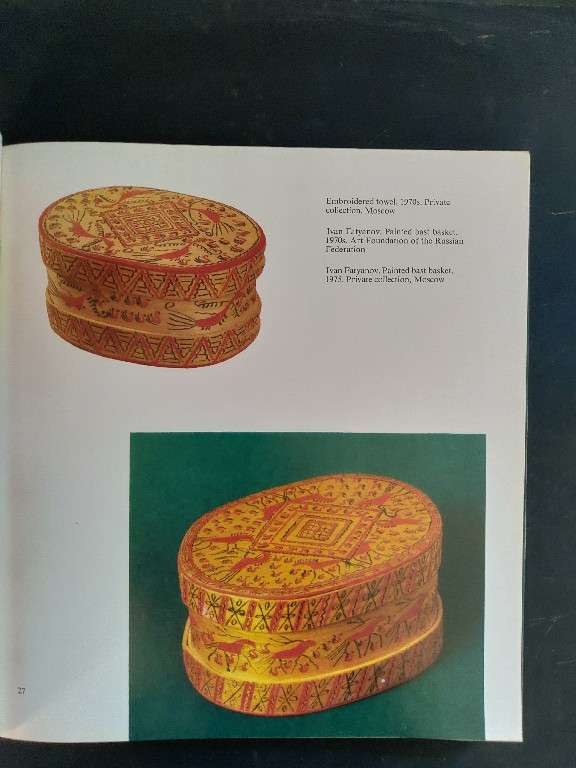 Embroidered towel. 1970s. Private
collection, Moscow
Ivan Fatyanov. Painted bast basket.
1970s. Art Foundation of the Russian
Federation
Ivan Fatyanov. Painted bast basket.
1975. Private collection, Moscow
27